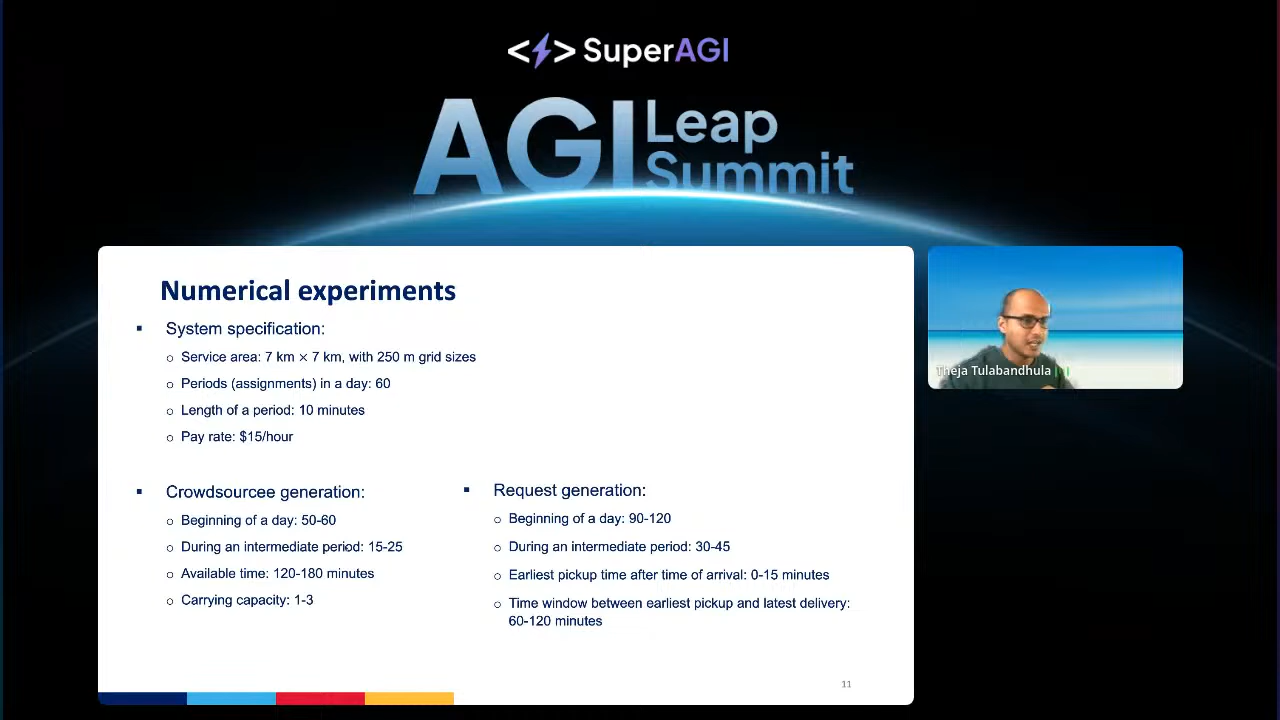 </> SuperAGI
AGI Leap
Summit
Numerical experiments
▪ System specification:
o Service area: 7 km × 7 km, with 250 m grid sizes
o Periods (assignments) in a day: 60
o Length of a period: 10 minutes
o Pay rate: $15/hour
▪ Crowdsourcee generation:
o Beginning of a day: 50-60
o During an intermediate period: 15-25
o Available time: 120-180 minutes
o Carrying capacity: 1-3
▪ Request generation:
o Beginning of a day: 90-120
o During an intermediate period: 30-45
o Earliest pickup time after time of arrival: 0-15 minutes
o Time window between earliest pickup and latest delivery:
60-120 minutes
11
Theja Tulabandhula